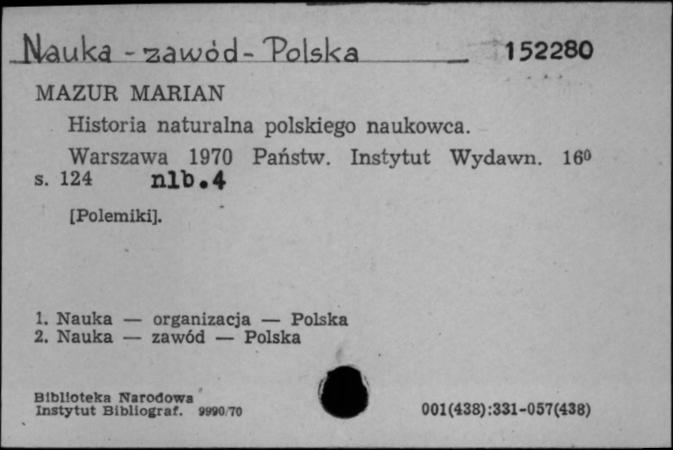 Nauka - zawód - Polska 152280
MAZUR MARIAN
Historia naturalna polskiego naukowca.
Warszawa 1970 Państw. Instytut Wydawn. 16⁰
s. 124 nlb.4
[Polemiki].
1. Nauka — organizacja — Polska
2. Nauka — zawód — Polska
Biblioteka Narodowa
Instytut Bibliograf. 9990/70 001(438):331-057(438)